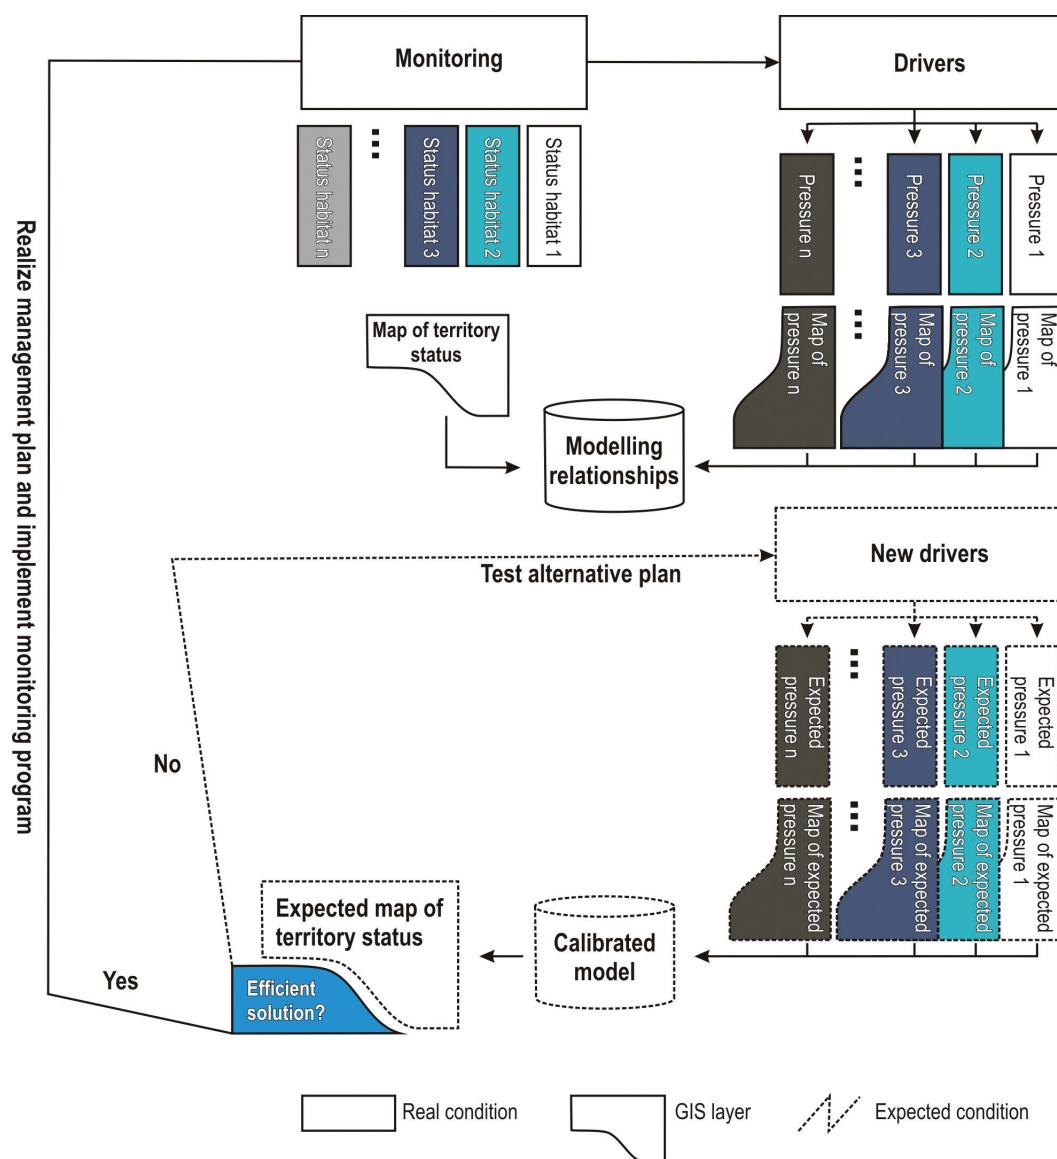 Monitoring
Drivers
Status habitat n
Status habitat 3
Status habitat 2
Status habitat 1
Pressure n
Pressure 3
Pressure 2
Pressure 1
Map of territory
status
Map of
pressure n
Map of
pressure 3
Map of
pressure 2
Map of
pressure 1
Modelling
relationships
Realize management plan and implement monitoring program
New drivers
Test alternative plan
Expected
pressure n
Expected
pressure 3
Expected
pressure 2
Expected
pressure 1
No
Map of expected
pressure n
Map of expected
pressure 3
Map of expected
pressure 2
Map of expected
pressure 1
Expected map of
territory status
Calibrated
model
Yes
Efficient
solution?
Real condition
GIS layer
Expected condition